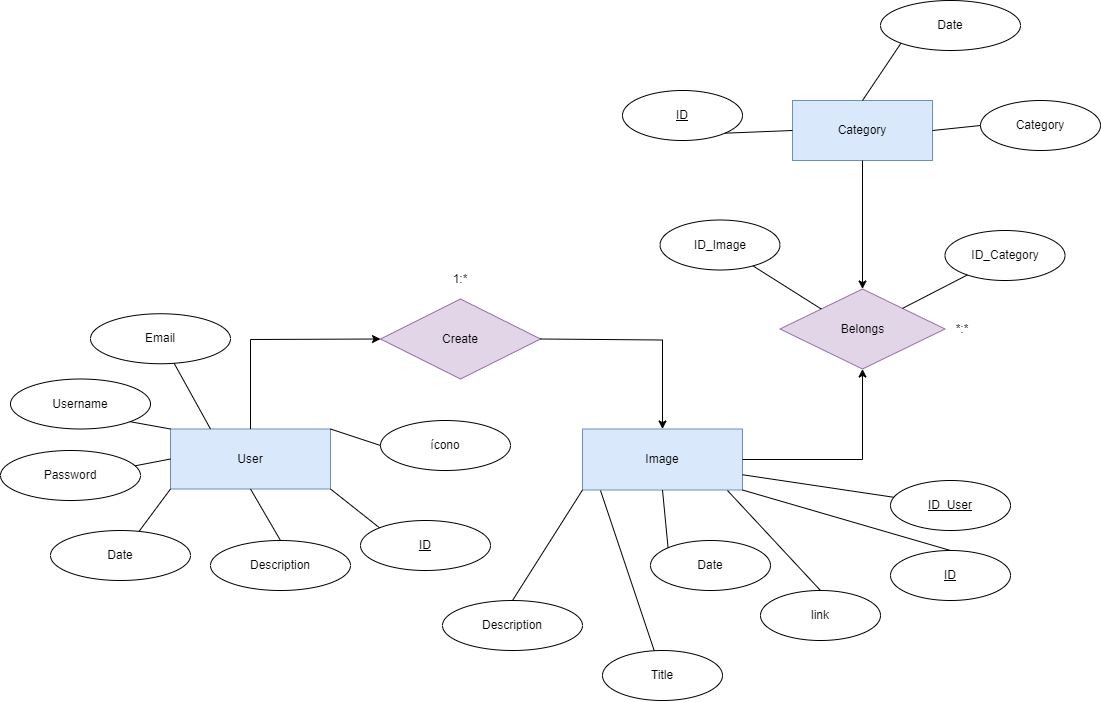 Date
ID
Category
Category
ID_Image
ID_Category
1:*
Belongs
*:*
Email
Create
Username
ícono
User
Image
Password
ID_User
Date
Description
ID
Date
ID
Description
link
Title